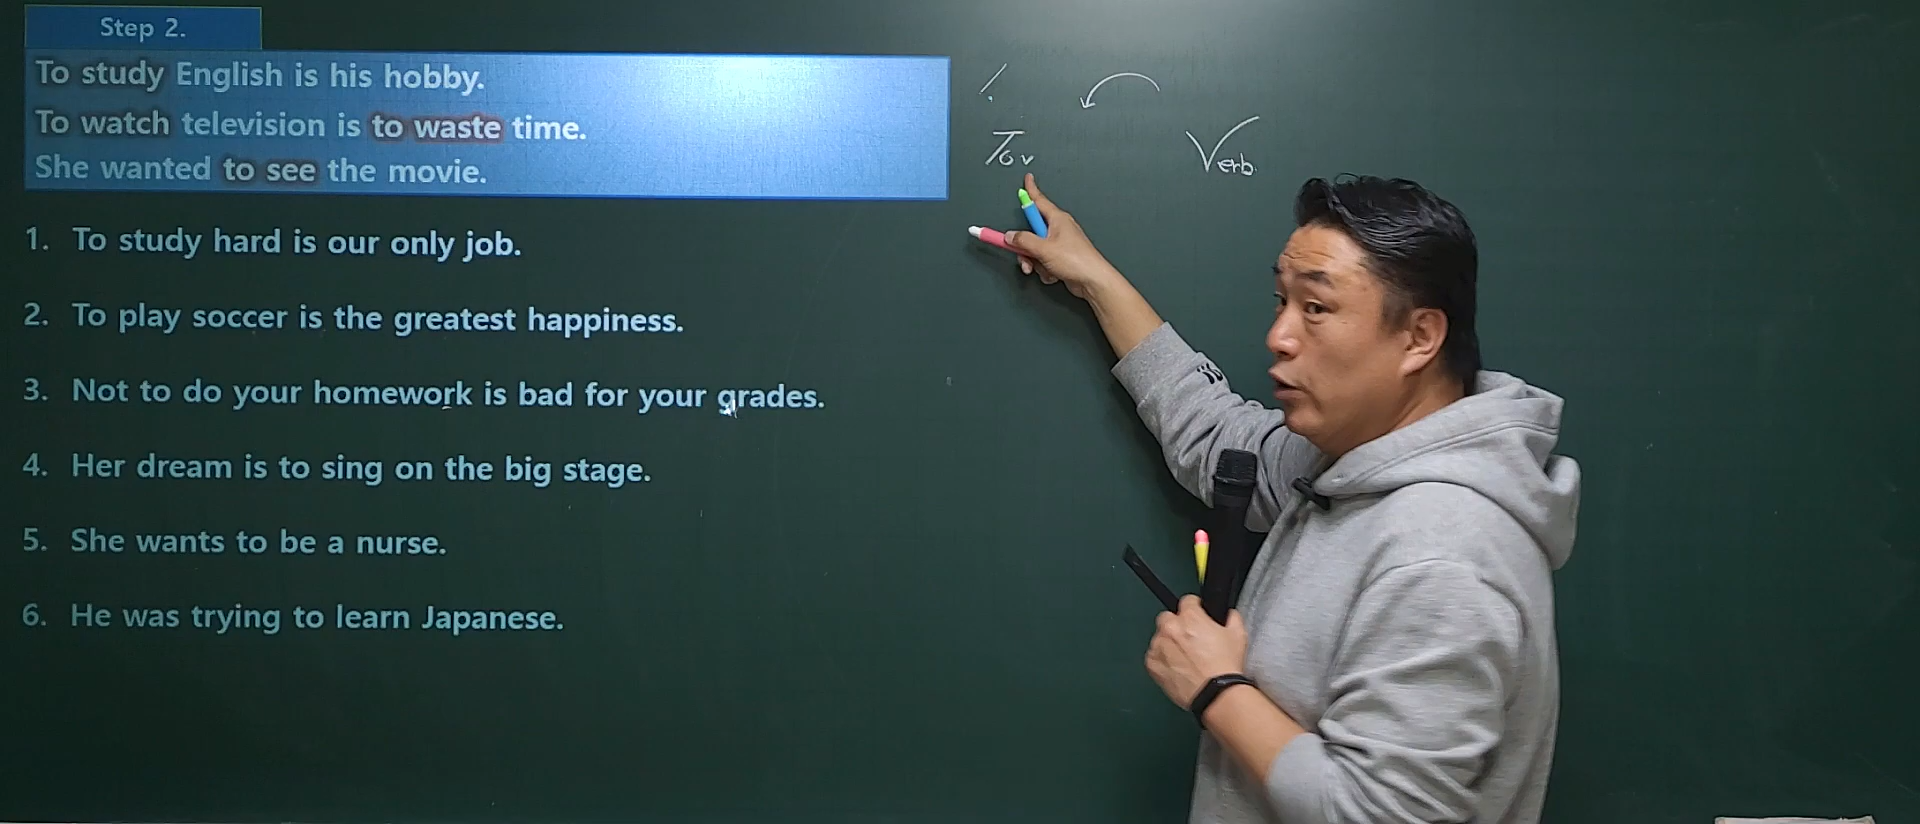 Step 2.
To study English is his hobby.
To watch television is to waste time.
She wanted to see the movie.
1. To study hard is our only job.
2. To play soccer is the greatest happiness.
3. Not to do your homework is bad for your grades.
4. Her dream is to sing on the big stage.
5. She wants to be a nurse.
6. He was trying to learn Japanese.
To v
Verb